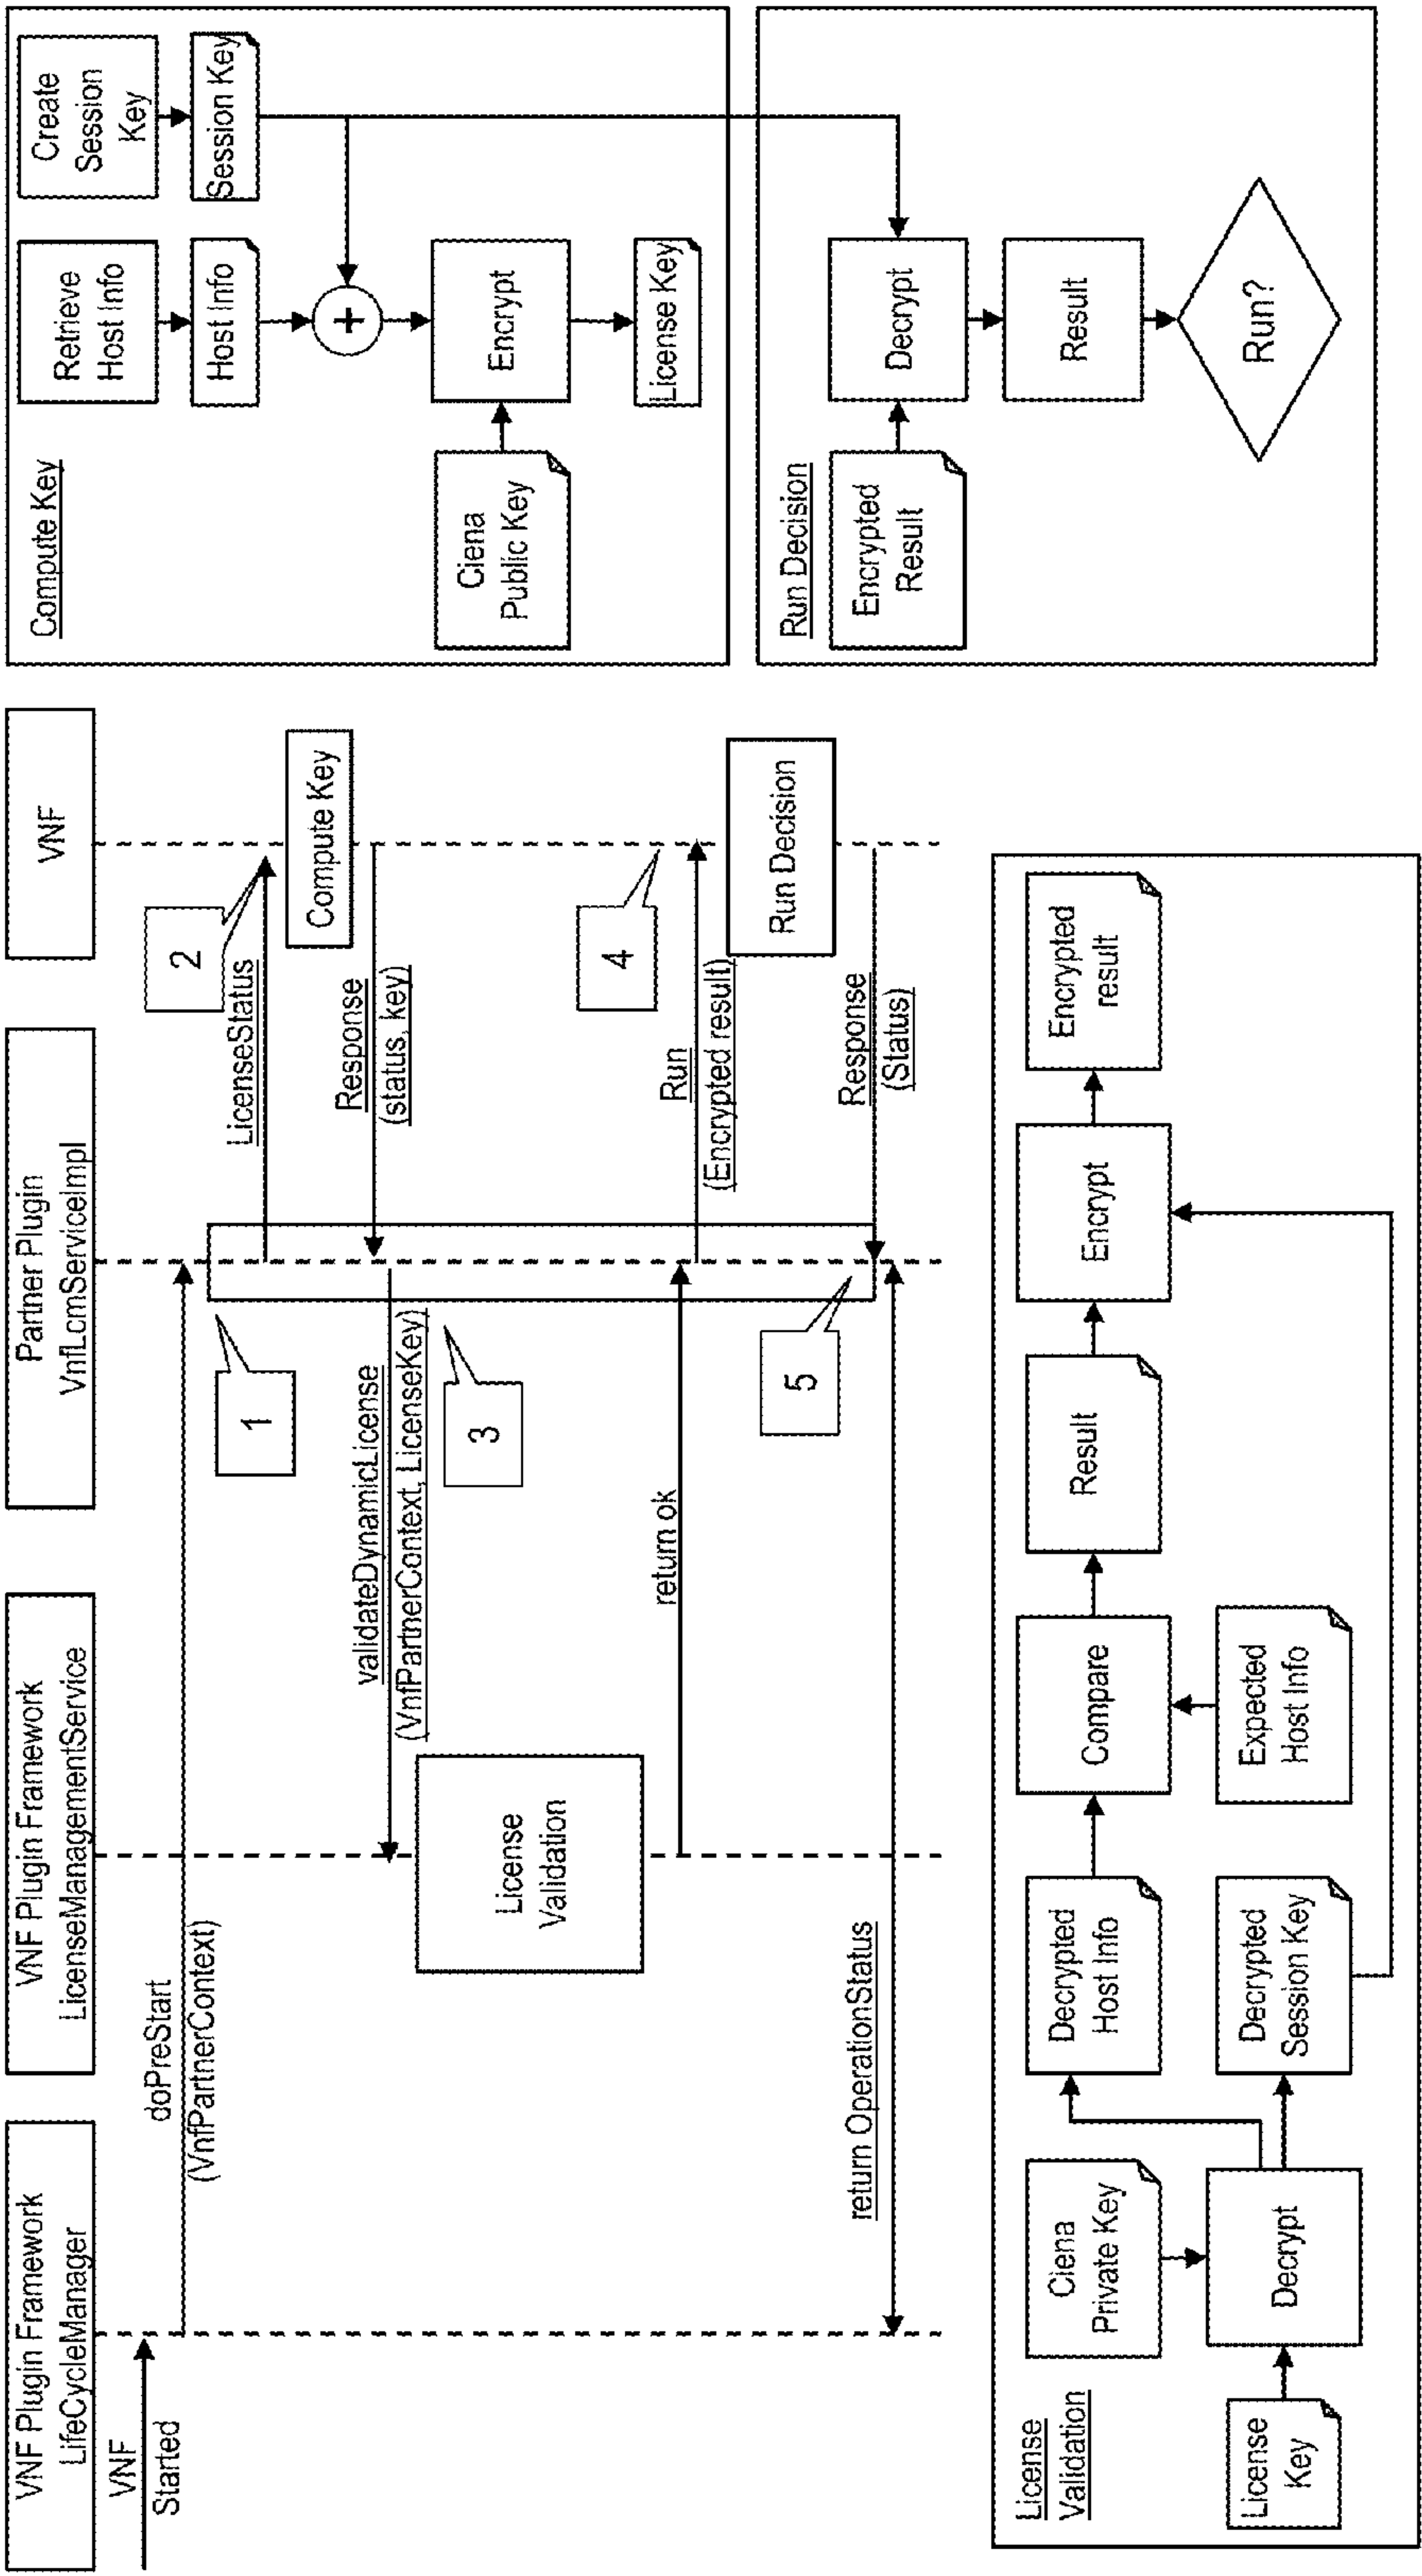 VNF Plugin Framework
LifeCycleManager
VNF Plugin Framework
LicenseManagementService
Partner Plugin
VnfLcmServiceImpl
VNF
VNF
Started
doPreStart
(VnfPartnerContext)
1
2
LicenseStatus
Compute Key
Response
(status, key)
validateDynamicLicense
(VnfPartnerContext, LicenseKey)
3
License
Validation
return ok
4
Run
(Encrypted result)
Run Decision
5
Response
(Status)
return OperationStatus
Compute Key
Retrieve
Host Info
Create
Session
Key
Host Info
Session Key
+
Ciena
Public Key
Encrypt
License Key
Run Decision
Encrypted
Result
Decrypt
Result
Run?
License
Validation
License
Key
Ciena
Private Key
Decrypt
Decrypted
Host Info
Decrypted
Session Key
Compare
Expected
Host Info
Result
Encrypt
Encrypted
result